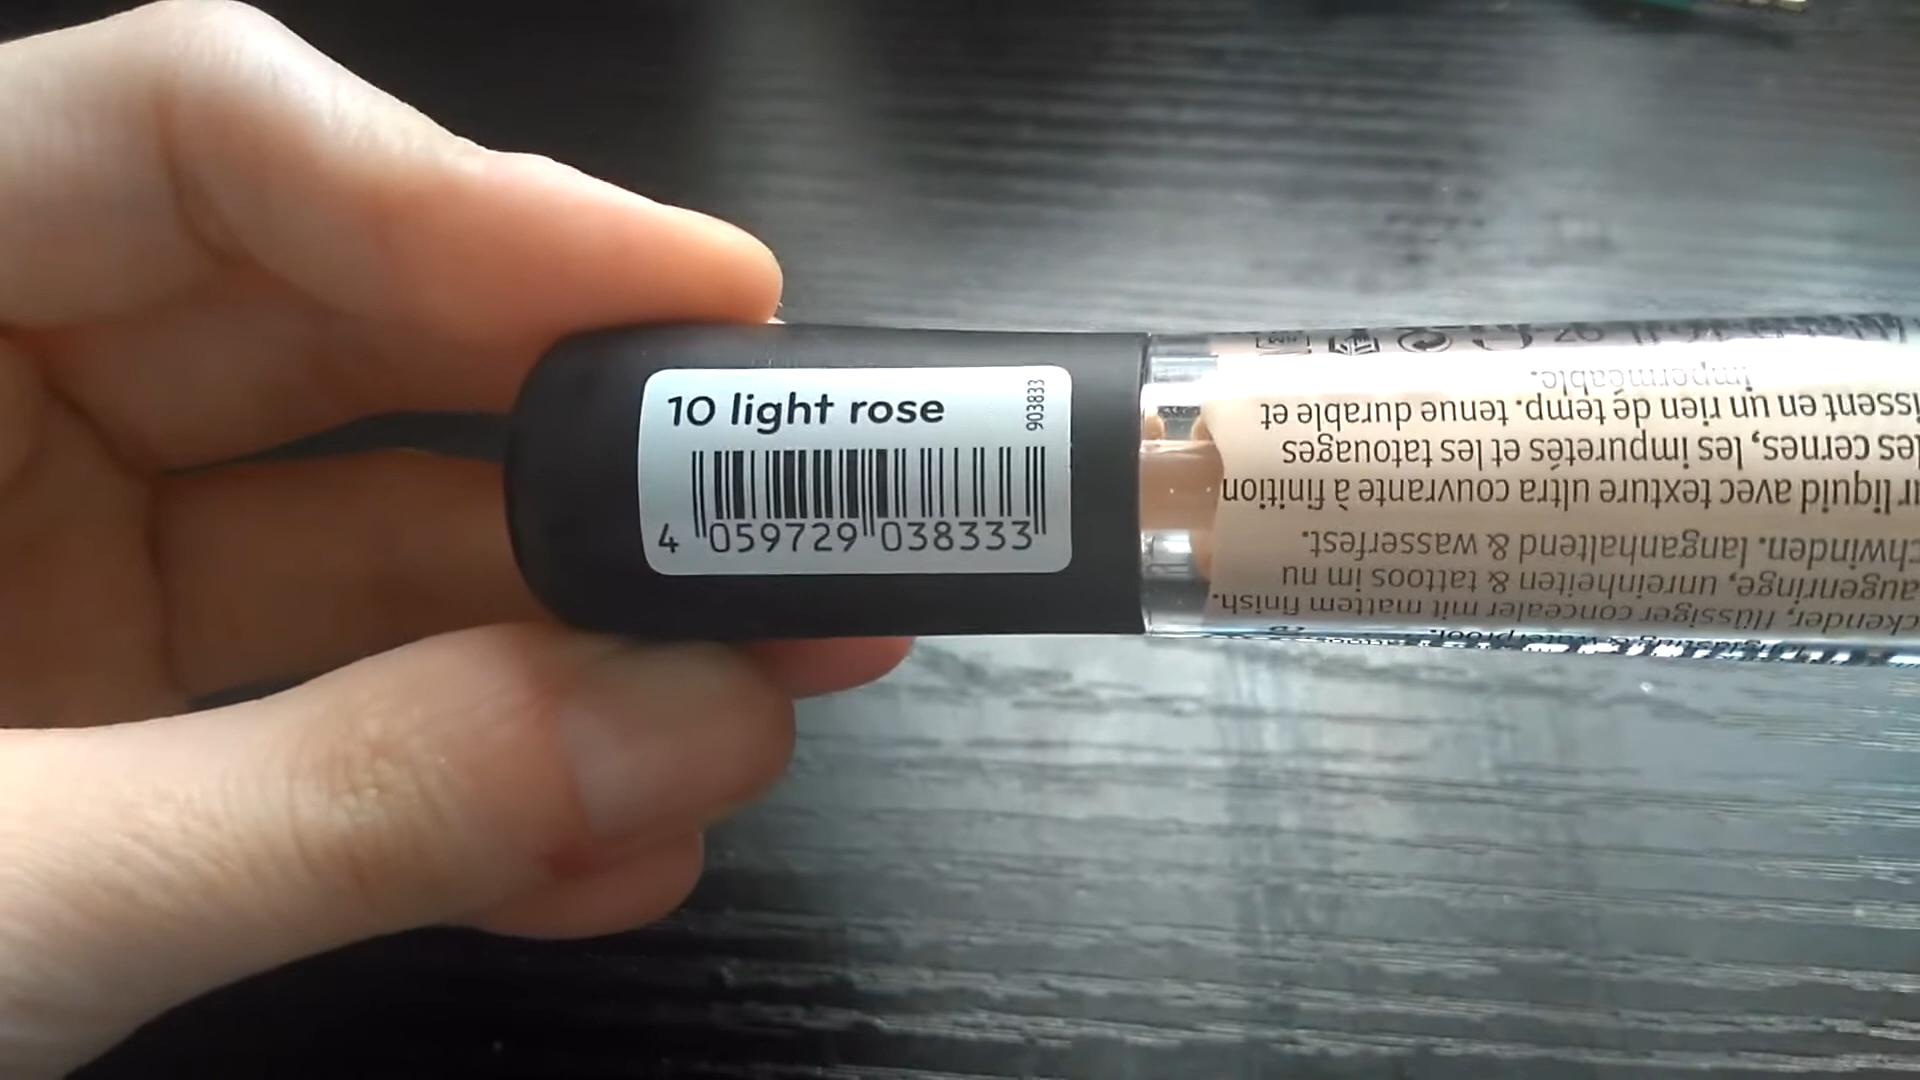 10 light rose
903833
4 059729 038333
ckender, flüssiger concealer mit mattem finish.
augenringe, unreinheiten & tattoos im nu
chwinden. langanhaltend & wasserfest.
ur liquid avec texture ultra couvrante à finition
les cernes, les impuretés et les tatouages
issent en un rien de temp. tenue durable et
imperméable.